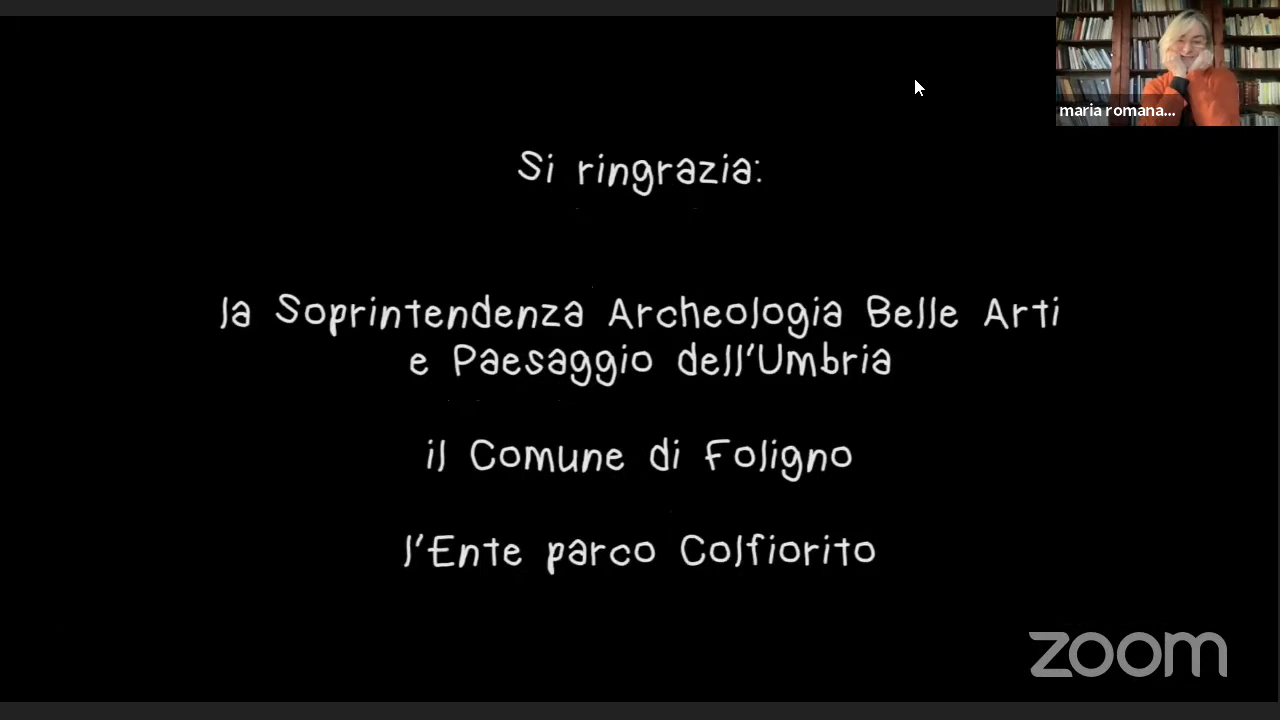 maria romana...
Si ringrazia:
la Soprintendenza Archeologia Belle Arti
e Paesaggio dell'Umbria
il Comune di Foligno
l'Ente parco Colfiorito
zoom